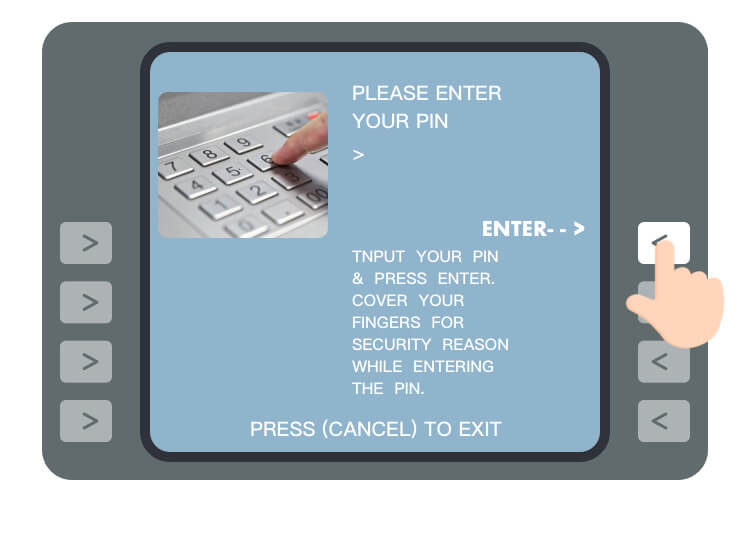 PLEASE ENTER
YOUR PIN
>
ENTER- - >
TNPUT YOUR PIN
& PRESS ENTER.
COVER YOUR
FINGERS FOR
SECURITY REASON
WHILE ENTERING
THE PIN.
PRESS (CANCEL) TO EXIT
7 8 9
4 5 6
1 2 3
0 . 00
> <
>
> <
> <